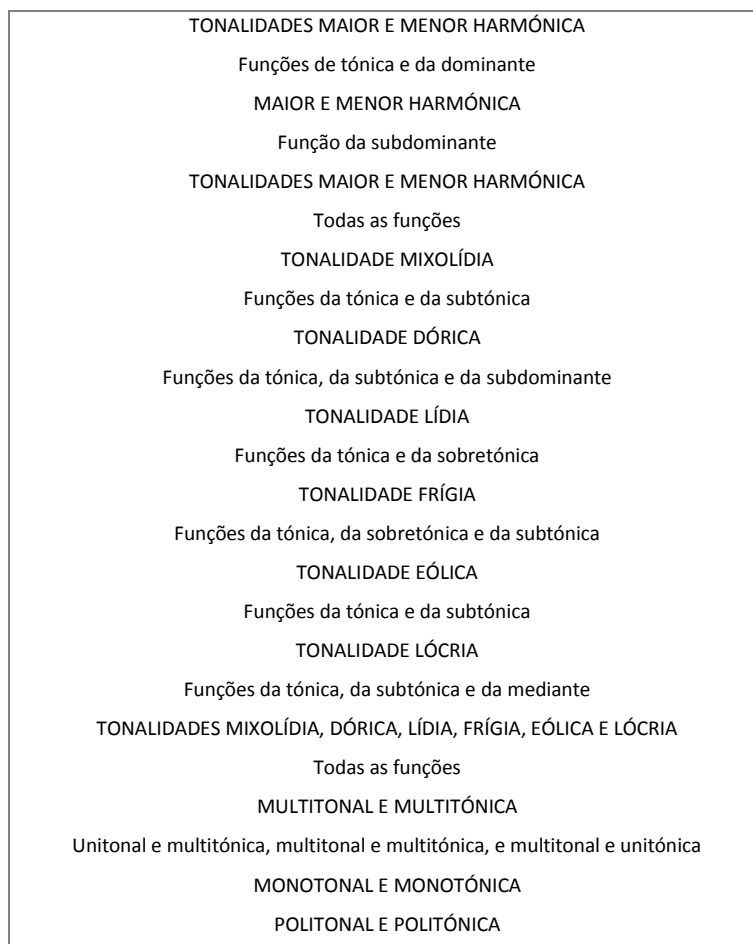 TONALIDADES MAIOR E MENOR HARMÓNICA
Funções de tónica e da dominante
MAIOR E MENOR HARMÓNICA
Função da subdominante
TONALIDADES MAIOR E MENOR HARMÓNICA
Todas as funções
TONALIDADE MIXOLÍDIA
Funções da tónica e da subtónica
TONALIDADE DÓRICA
Funções da tónica, da subtónica e da subdominante
TONALIDADE LÍDIA
Funções da tónica e da sobretónica
TONALIDADE FRÍGIA
Funções da tónica, da sobretónica e da subtónica
TONALIDADE EÓLICA
Funções da tónica e da subtónica
TONALIDADE LÓCRIA
Funções da tónica, da subtónica e da mediante
TONALIDADES MIXOLÍDIA, DÓRICA, LÍDIA, FRÍGIA, EÓLICA E LÓCRIA
Todas as funções
MULTITONAL E MULTITÓNICA
Unitonal e multitónica, multitonal e multitónica, e multitonal e unitónica
MONOTONAL E MONOTÓNICA
POLITONAL E POLITÓNICA